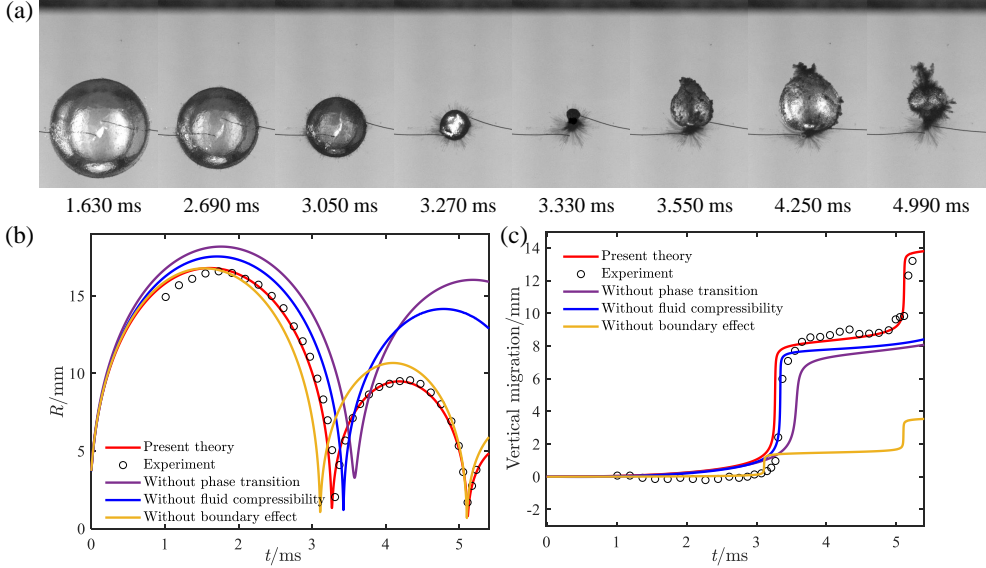 (a)
1.630 ms 2.690 ms 3.050 ms 3.270 ms 3.330 ms 3.550 ms 4.250 ms 4.990 ms
(b)
15
10
5
0
R/mm
Present theory
Experiment
Without phase transition
Without fluid compressibility
Without boundary effect
0 1 2 3 4 5
t/ms
(c)
14
12
10
8
6
4
2
0
-2
Vertical migration/mm
Present theory
Experiment
Without phase transition
Without fluid compressibility
Without boundary effect
0 1 2 3 4 5
t/ms